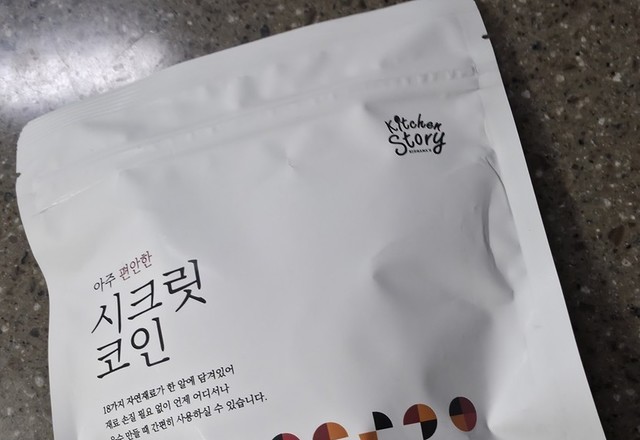 Kitchen
Story
아주 편안한
시크릿
코인
18가지 자연재료가 한 알에 담겨있어
재료 손질 필요 없이 언제 어디서나
육수 만들 때 간편히 사용하실 수 있습니다.